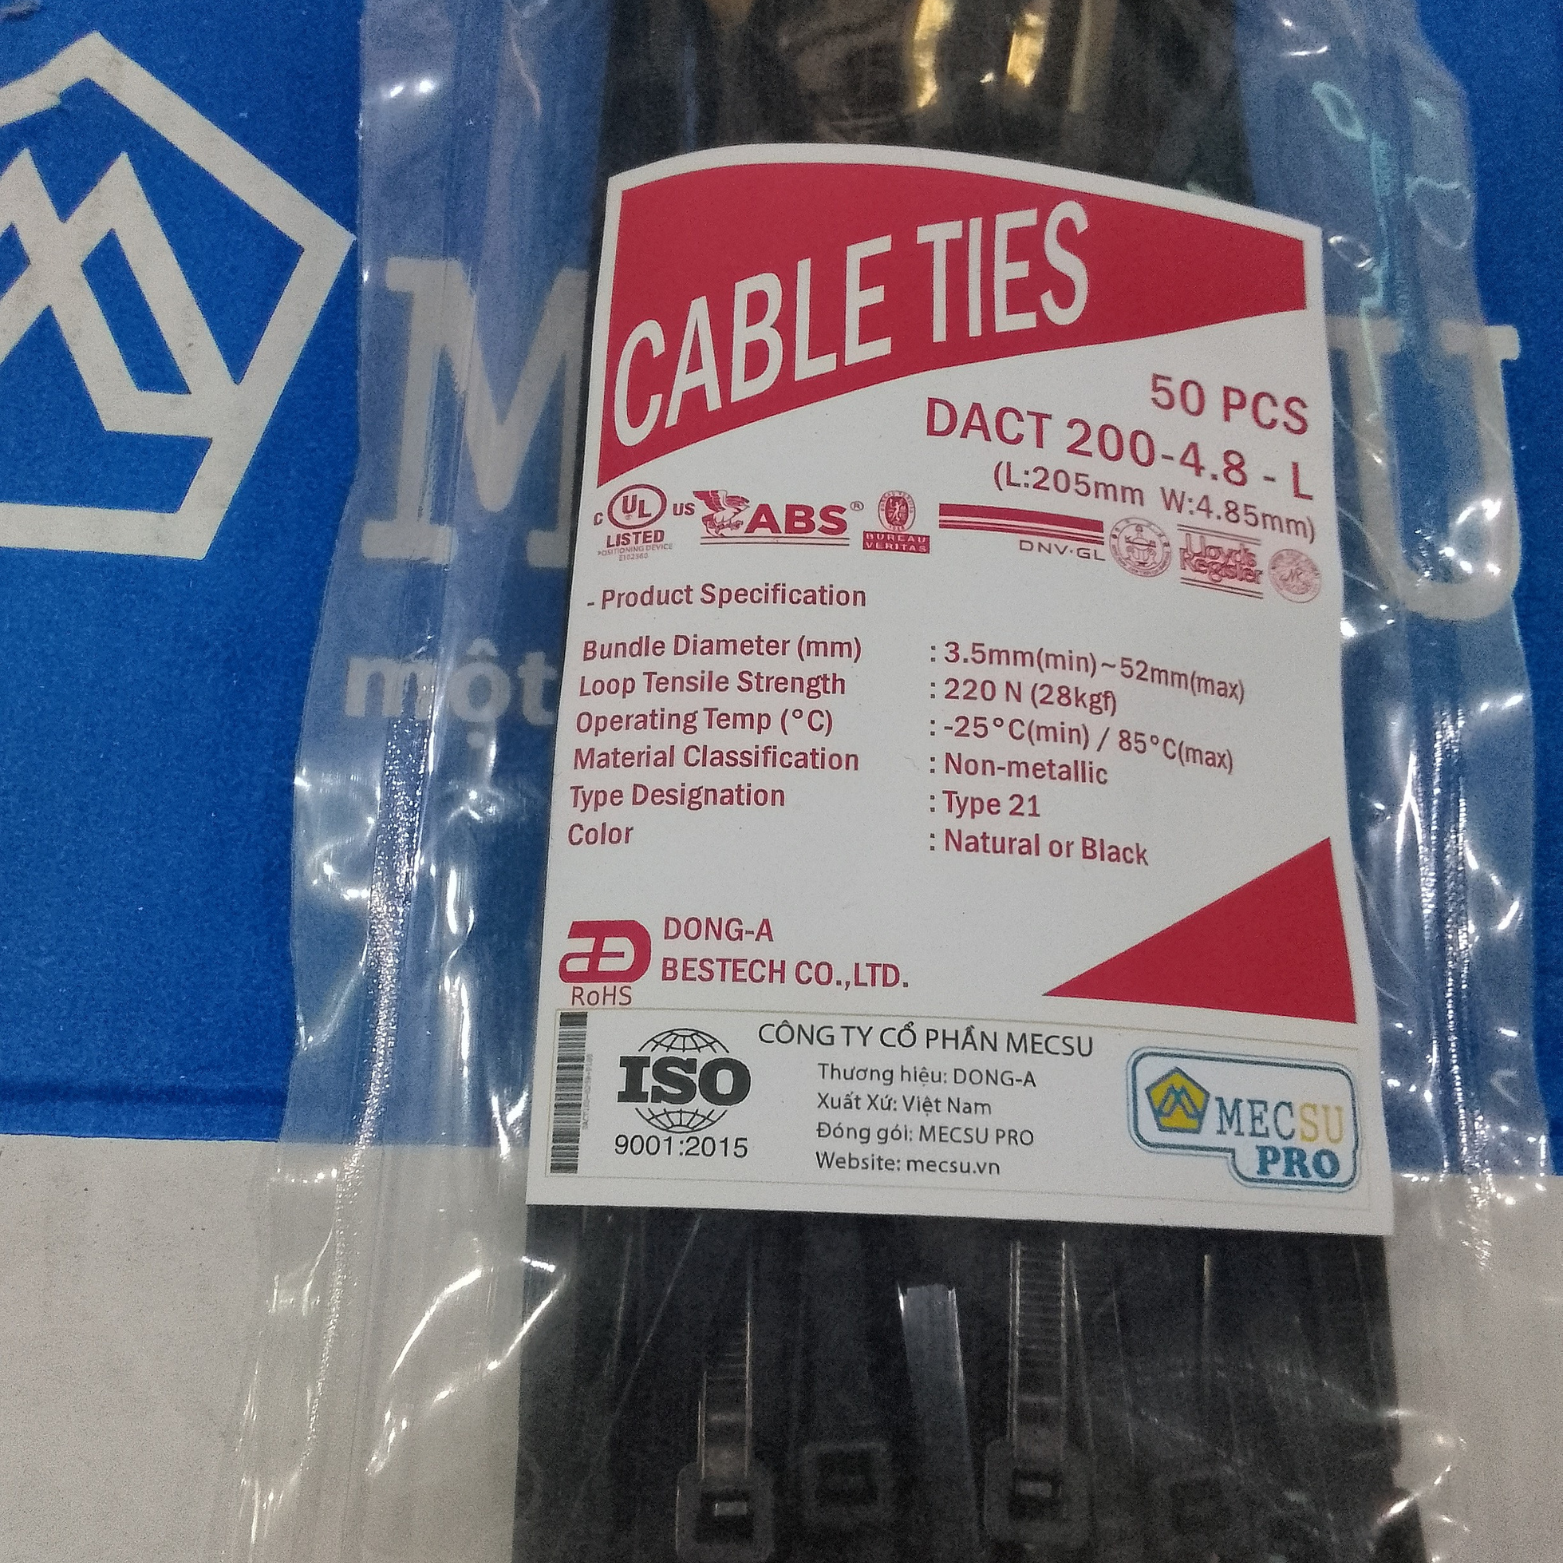 CABLE TIES
50 PCS
DACT 200-4.8 - L
(L:205mm W:4.85mm)
C UL US
LISTED
POSITIONING DEVICE
ABS®
BUREAU
VERITAS
DNV·GL
Lloyd's
Register
- Product Specification
Bundle Diameter (mm) : 3.5mm(min)~52mm(max)
Loop Tensile Strength : 220 N (28kgf)
Operating Temp (°C) : -25°C(min) / 85°C(max)
Material Classification : Non-metallic
Type Designation : Type 21
Color : Natural or Black
DONG-A
BESTECH CO.,LTD.
RoHS
CÔNG TY CỔ PHẦN MECSU
ISO
9001:2015
Thương hiệu: DONG-A
Xuất Xứ: Việt Nam
Đóng gói: MECSU PRO
Website: mecsu.vn
MECSU
PRO
M U
một